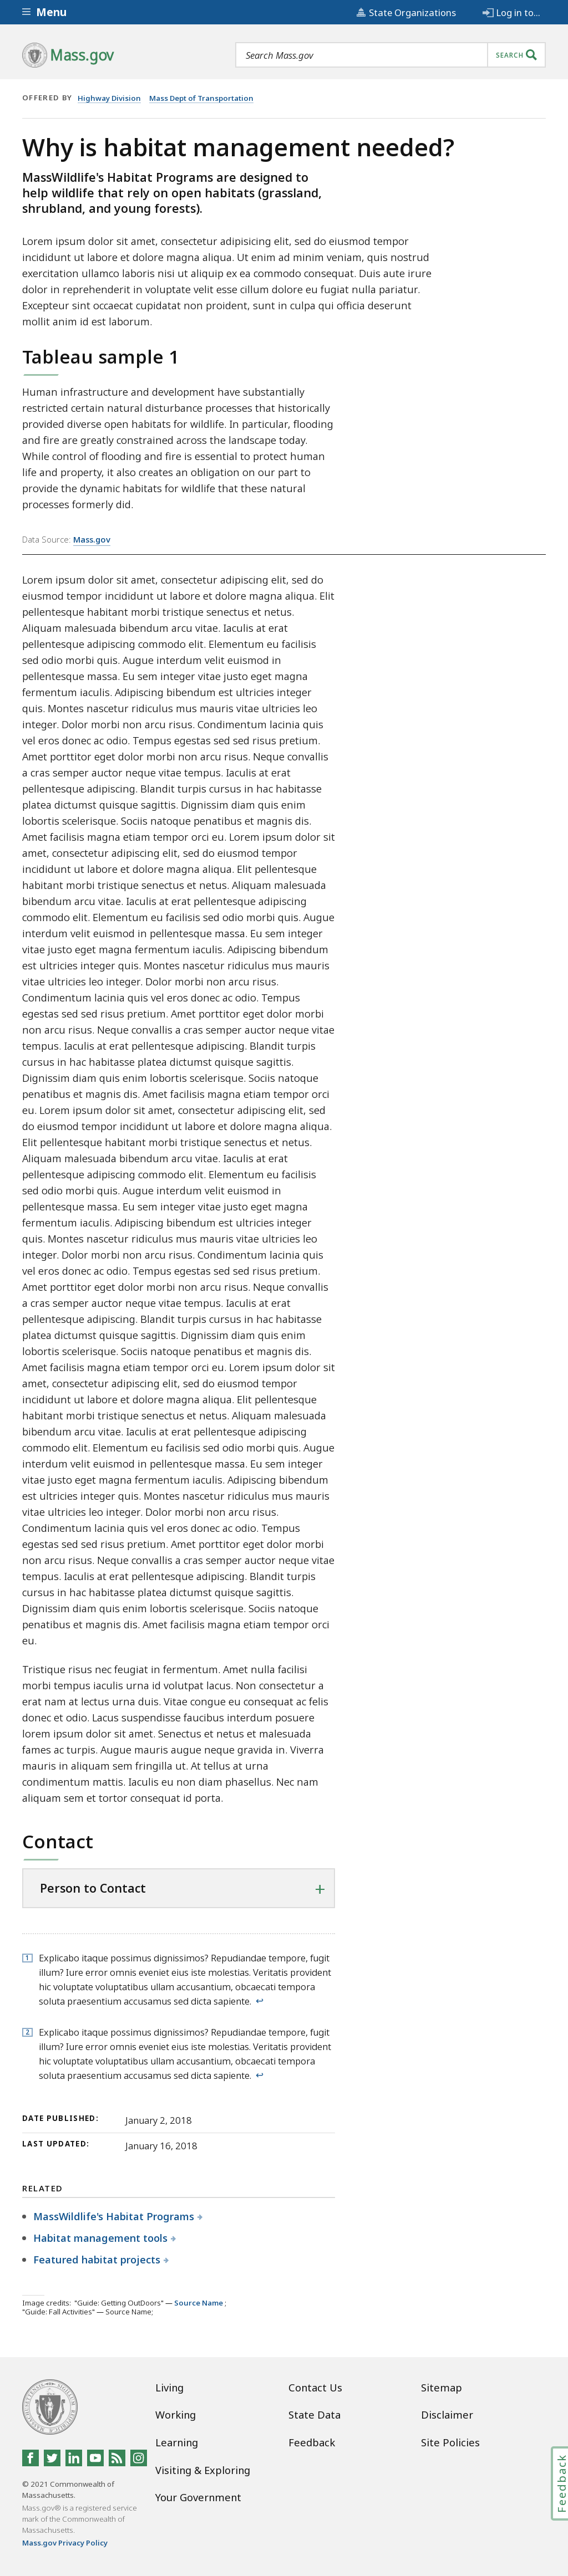 Menu
State Organizations
Log in to...
Mass.gov
Search Mass.gov
SEARCH
OFFERED BY Highway Division Mass Dept of Transportation
Why is habitat management needed?
MassWildlife's Habitat Programs are designed to
help wildlife that rely on open habitats (grassland,
shrubland, and young forests).
Lorem ipsum dolor sit amet, consectetur adipisicing elit, sed do eiusmod tempor
incididunt ut labore et dolore magna aliqua. Ut enim ad minim veniam, quis nostrud
exercitation ullamco laboris nisi ut aliquip ex ea commodo consequat. Duis aute irure
dolor in reprehenderit in voluptate velit esse cillum dolore eu fugiat nulla pariatur.
Excepteur sint occaecat cupidatat non proident, sunt in culpa qui officia deserunt
mollit anim id est laborum.
Tableau sample 1
Human infrastructure and development have substantially
restricted certain natural disturbance processes that historically
provided diverse open habitats for wildlife. In particular, flooding
and fire are greatly constrained across the landscape today.
While control of flooding and fire is essential to protect human
life and property, it also creates an obligation on our part to
provide the dynamic habitats for wildlife that these natural
processes formerly did.
Data Source: Mass.gov
Lorem ipsum dolor sit amet, consectetur adipiscing elit, sed do
eiusmod tempor incididunt ut labore et dolore magna aliqua. Elit
pellentesque habitant morbi tristique senectus et netus.
Aliquam malesuada bibendum arcu vitae. Iaculis at erat
pellentesque adipiscing commodo elit. Elementum eu facilisis
sed odio morbi quis. Augue interdum velit euismod in
pellentesque massa. Eu sem integer vitae justo eget magna
fermentum iaculis. Adipiscing bibendum est ultricies integer
quis. Montes nascetur ridiculus mus mauris vitae ultricies leo
integer. Dolor morbi non arcu risus. Condimentum lacinia quis
vel eros donec ac odio. Tempus egestas sed sed risus pretium.
Amet porttitor eget dolor morbi non arcu risus. Neque convallis
a cras semper auctor neque vitae tempus. Iaculis at erat
pellentesque adipiscing. Blandit turpis cursus in hac habitasse
platea dictumst quisque sagittis. Dignissim diam quis enim
lobortis scelerisque. Sociis natoque penatibus et magnis dis.
Amet facilisis magna etiam tempor orci eu. Lorem ipsum dolor sit
amet, consectetur adipiscing elit, sed do eiusmod tempor
incididunt ut labore et dolore magna aliqua. Elit pellentesque
habitant morbi tristique senectus et netus. Aliquam malesuada
bibendum arcu vitae. Iaculis at erat pellentesque adipiscing
commodo elit. Elementum eu facilisis sed odio morbi quis. Augue
interdum velit euismod in pellentesque massa. Eu sem integer
vitae justo eget magna fermentum iaculis. Adipiscing bibendum
est ultricies integer quis. Montes nascetur ridiculus mus mauris
vitae ultricies leo integer. Dolor morbi non arcu risus.
Condimentum lacinia quis vel eros donec ac odio. Tempus
egestas sed sed risus pretium. Amet porttitor eget dolor morbi
non arcu risus. Neque convallis a cras semper auctor neque vitae
tempus. Iaculis at erat pellentesque adipiscing. Blandit turpis
cursus in hac habitasse platea dictumst quisque sagittis.
Dignissim diam quis enim lobortis scelerisque. Sociis natoque
penatibus et magnis dis. Amet facilisis magna etiam tempor orci
eu. Lorem ipsum dolor sit amet, consectetur adipiscing elit, sed
do eiusmod tempor incididunt ut labore et dolore magna aliqua.
Elit pellentesque habitant morbi tristique senectus et netus.
Aliquam malesuada bibendum arcu vitae. Iaculis at erat
pellentesque adipiscing commodo elit. Elementum eu facilisis
sed odio morbi quis. Augue interdum velit euismod in
pellentesque massa. Eu sem integer vitae justo eget magna
fermentum iaculis. Adipiscing bibendum est ultricies integer
quis. Montes nascetur ridiculus mus mauris vitae ultricies leo
integer. Dolor morbi non arcu risus. Condimentum lacinia quis
vel eros donec ac odio. Tempus egestas sed sed risus pretium.
Amet porttitor eget dolor morbi non arcu risus. Neque convallis
a cras semper auctor neque vitae tempus. Iaculis at erat
pellentesque adipiscing. Blandit turpis cursus in hac habitasse
platea dictumst quisque sagittis. Dignissim diam quis enim
lobortis scelerisque. Sociis natoque penatibus et magnis dis.
Amet facilisis magna etiam tempor orci eu. Lorem ipsum dolor sit
amet, consectetur adipiscing elit, sed do eiusmod tempor
incididunt ut labore et dolore magna aliqua. Elit pellentesque
habitant morbi tristique senectus et netus. Aliquam malesuada
bibendum arcu vitae. Iaculis at erat pellentesque adipiscing
commodo elit. Elementum eu facilisis sed odio morbi quis. Augue
interdum velit euismod in pellentesque massa. Eu sem integer
vitae justo eget magna fermentum iaculis. Adipiscing bibendum
est ultricies integer quis. Montes nascetur ridiculus mus mauris
vitae ultricies leo integer. Dolor morbi non arcu risus.
Condimentum lacinia quis vel eros donec ac odio. Tempus
egestas sed sed risus pretium. Amet porttitor eget dolor morbi
non arcu risus. Neque convallis a cras semper auctor neque vitae
tempus. Iaculis at erat pellentesque adipiscing. Blandit turpis
cursus in hac habitasse platea dictumst quisque sagittis.
Dignissim diam quis enim lobortis scelerisque. Sociis natoque
penatibus et magnis dis. Amet facilisis magna etiam tempor orci
eu.
Tristique risus nec feugiat in fermentum. Amet nulla facilisi
morbi tempus iaculis urna id volutpat lacus. Non consectetur a
erat nam at lectus urna duis. Vitae congue eu consequat ac felis
donec et odio. Lacus suspendisse faucibus interdum posuere
lorem ipsum dolor sit amet. Senectus et netus et malesuada
fames ac turpis. Augue mauris augue neque gravida in. Viverra
mauris in aliquam sem fringilla ut. At tellus at urna
condimentum mattis. Iaculis eu non diam phasellus. Nec nam
aliquam sem et tortor consequat id porta.
Contact
Person to Contact
1 Explicabo itaque possimus dignissimos? Repudiandae tempore, fugit
illum? Iure error omnis eveniet eius iste molestias. Veritatis provident
hic voluptate voluptatibus ullam accusantium, obcaecati tempora
soluta praesentium accusamus sed dicta sapiente. ↩
2 Explicabo itaque possimus dignissimos? Repudiandae tempore, fugit
illum? Iure error omnis eveniet eius iste molestias. Veritatis provident
hic voluptate voluptatibus ullam accusantium, obcaecati tempora
soluta praesentium accusamus sed dicta sapiente. ↩
DATE PUBLISHED: January 2, 2018
LAST UPDATED: January 16, 2018
RELATED
MassWildlife's Habitat Programs
Habitat management tools
Featured habitat projects
Image credits: "Guide: Getting OutDoors" — Source Name ;
"Guide: Fall Activities" — Source Name;
Living
Working
Learning
Visiting & Exploring
Your Government
Contact Us
State Data
Feedback
Sitemap
Disclaimer
Site Policies
© 2021 Commonwealth of
Massachusetts.
Mass.gov® is a registered service
mark of the Commonwealth of
Massachusetts.
Mass.gov Privacy Policy
Feedback